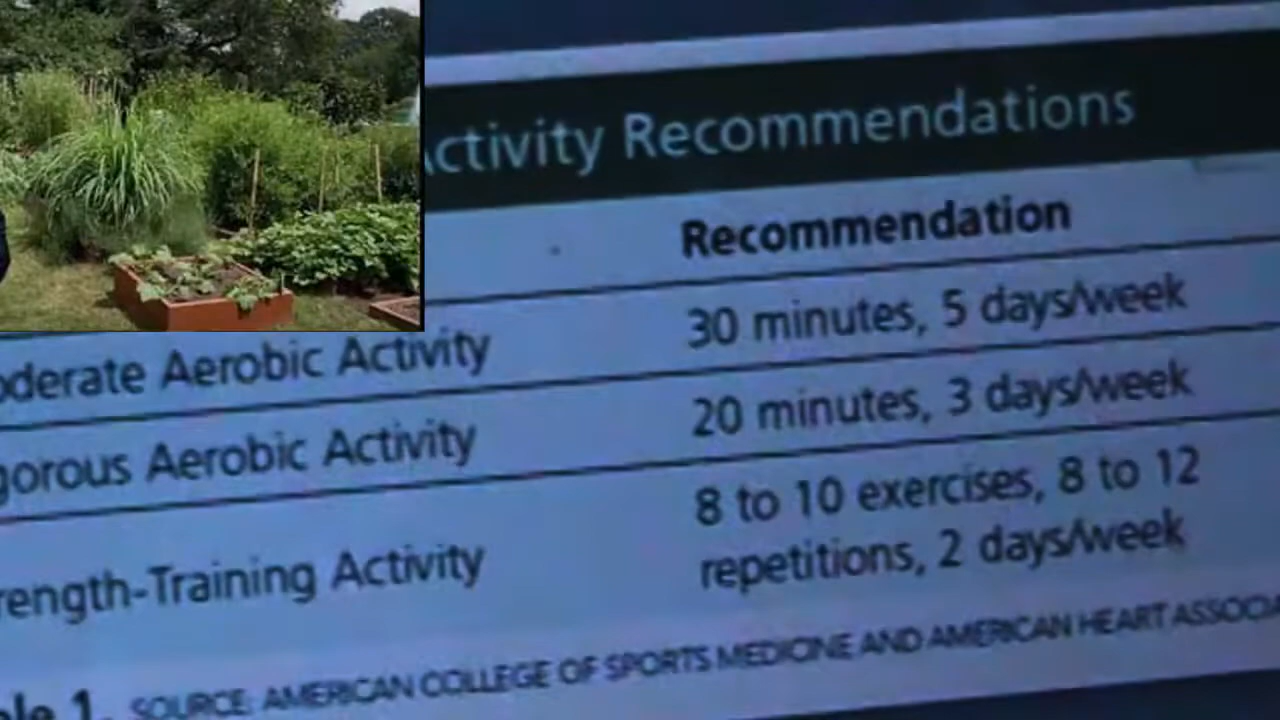 Activity Recommendations
Recommendation
oderate Aerobic Activity 30 minutes, 5 days/week
gorous Aerobic Activity 20 minutes, 3 days/week
rength-Training Activity 8 to 10 exercises, 8 to 12
repetitions, 2 days/week
ble 1. SOURCE: AMERICAN COLLEGE OF SPORTS MEDICINE AND AMERICAN HEART ASSOCIA